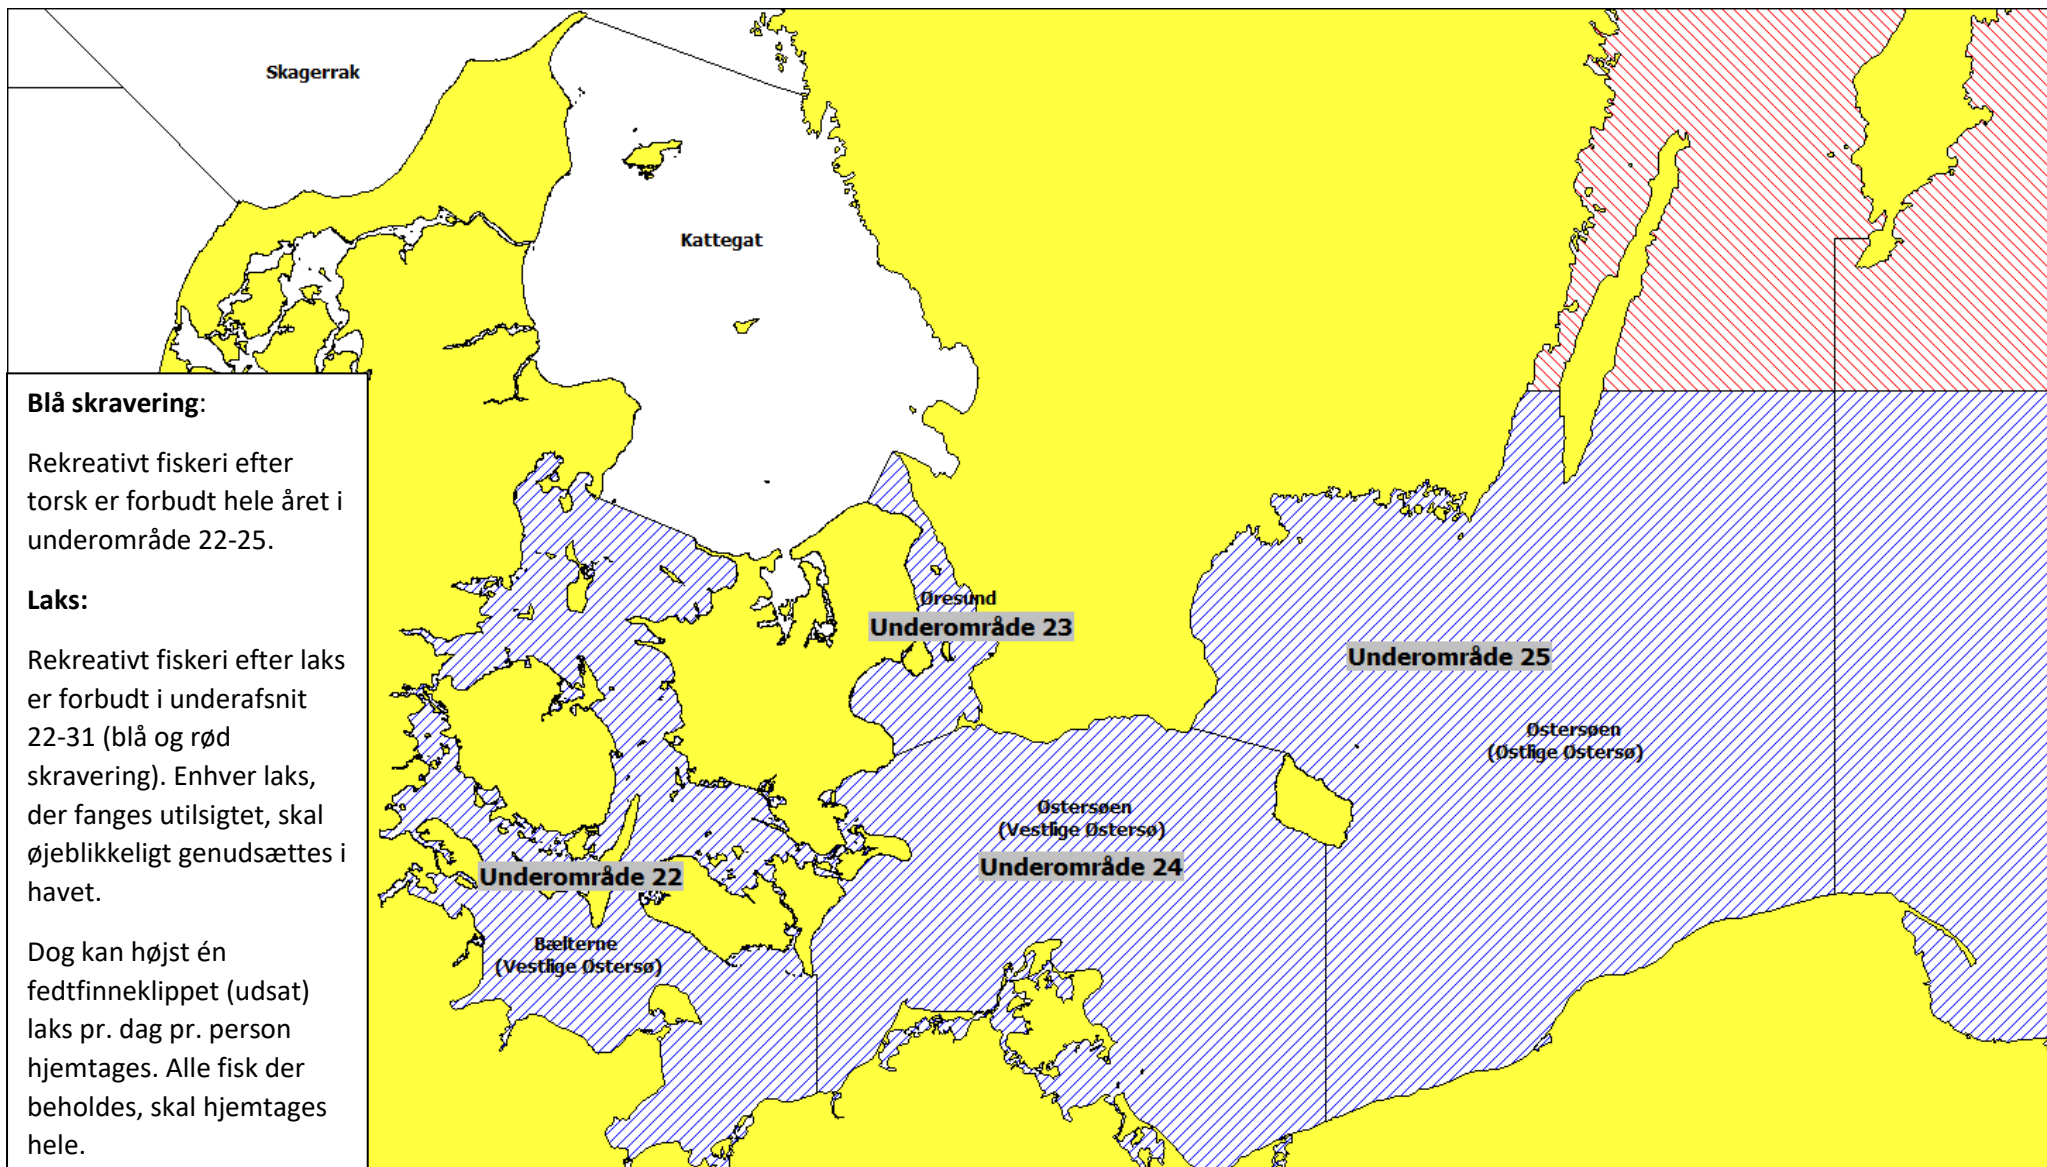 Skagerrak
Kattegat
Blå skravering:
Rekreativt fiskeri efter
torsk er forbudt hele året i
underområde 22-25.
Laks:
Rekreativt fiskeri efter laks
er forbudt i underafsnit
22-31 (blå og rød
skravering). Enhver laks,
der fanges utilsigtet, skal
øjeblikkeligt genudsættes i
havet.
Dog kan højst én
fedtfinneklippet (udsat)
laks pr. dag pr. person
hjemtages. Alle fisk der
beholdes, skal hjemtages
hele.
Øresund
Underområde 23
Underområde 25
Østersøen
(Østlige Østersø)
Østersøen
(Vestlige Østersø)
Underområde 24
Underområde 22
Bælterne
(Vestlige Østersø)